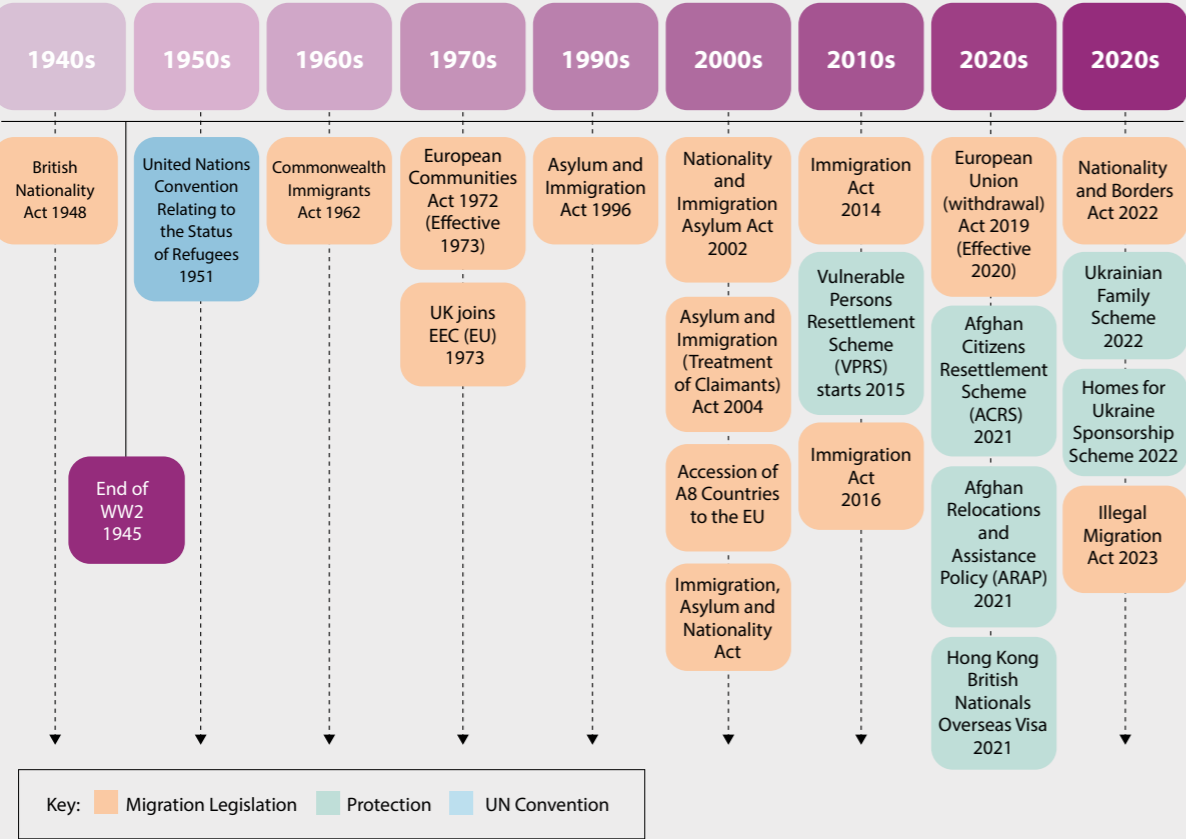 1940s
1950s
1960s
1970s
1990s
2000s
2010s
2020s
2020s
British
Nationality
Act 1948
End of
WW2
1945
United Nations
Convention
Relating to
the Status
of Refugees
1951
Commonwealth
Immigrants
Act 1962
European
Communities
Act 1972
(Effective
1973)
UK joins
EEC (EU)
1973
Asylum and
Immigration
Act 1996
Nationality
and
Immigration
Asylum Act
2002
Asylum and
Immigration
(Treatment
of Claimants)
Act 2004
Accession of
A8 Countries
to the EU
Immigration,
Asylum and
Nationality
Act
Immigration
Act
2014
Vulnerable
Persons
Resettlement
Scheme
(VPRS)
starts 2015
Immigration
Act
2016
European
Union
(withdrawal)
Act 2019
(Effective
2020)
Afghan
Citizens
Resettlement
Scheme
(ACRS)
2021
Afghan
Relocations
and
Assistance
Policy (ARAP)
2021
Hong Kong
British
Nationals
Overseas Visa
2021
Nationality
and Borders
Act 2022
Ukrainian
Family
Scheme
2022
Homes for
Ukraine
Sponsorship
Scheme 2022
Illegal
Migration
Act 2023
Key: Migration Legislation Protection UN Convention